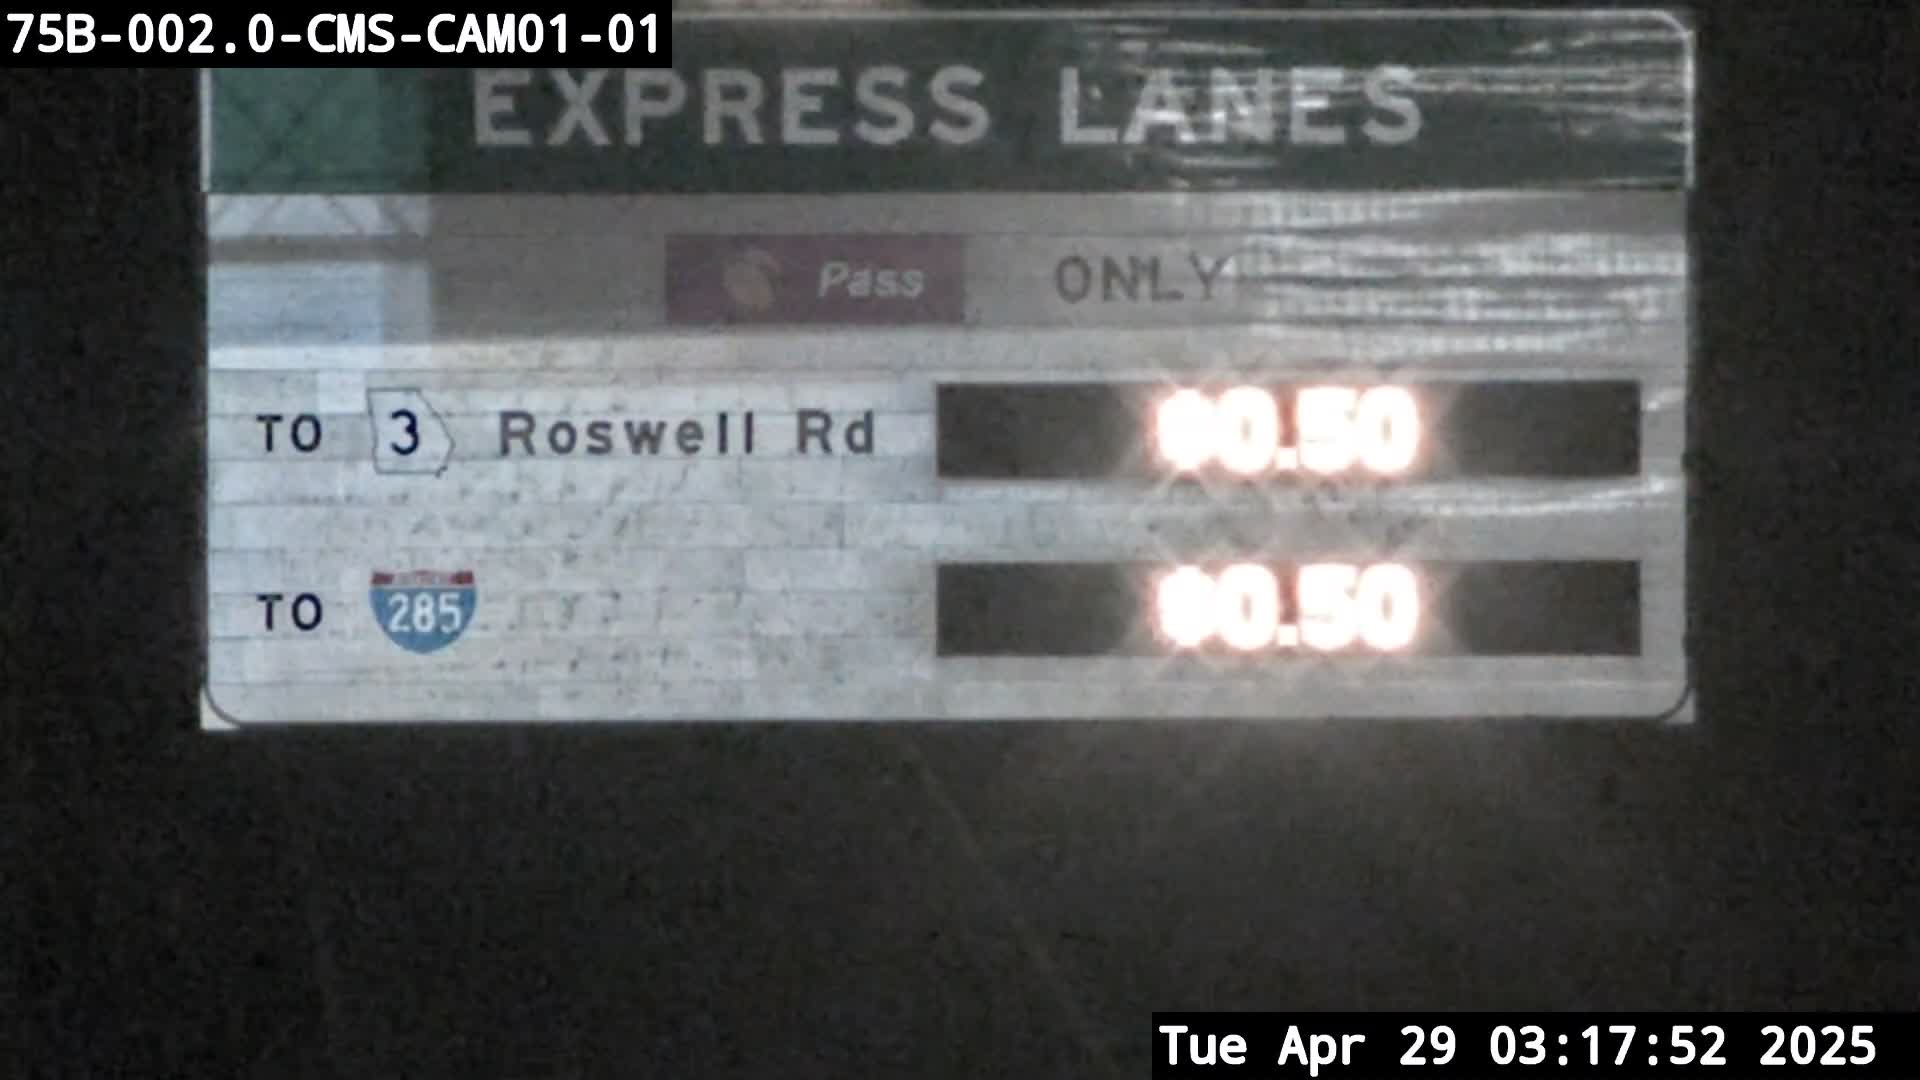 75B-002.0-CMS-CAM01-01
EXPRESS LANES
Pass ONLY
TO 3 Roswell Rd $0.50
TO 285 $0.50
Tue Apr 29 03:17:52 2025